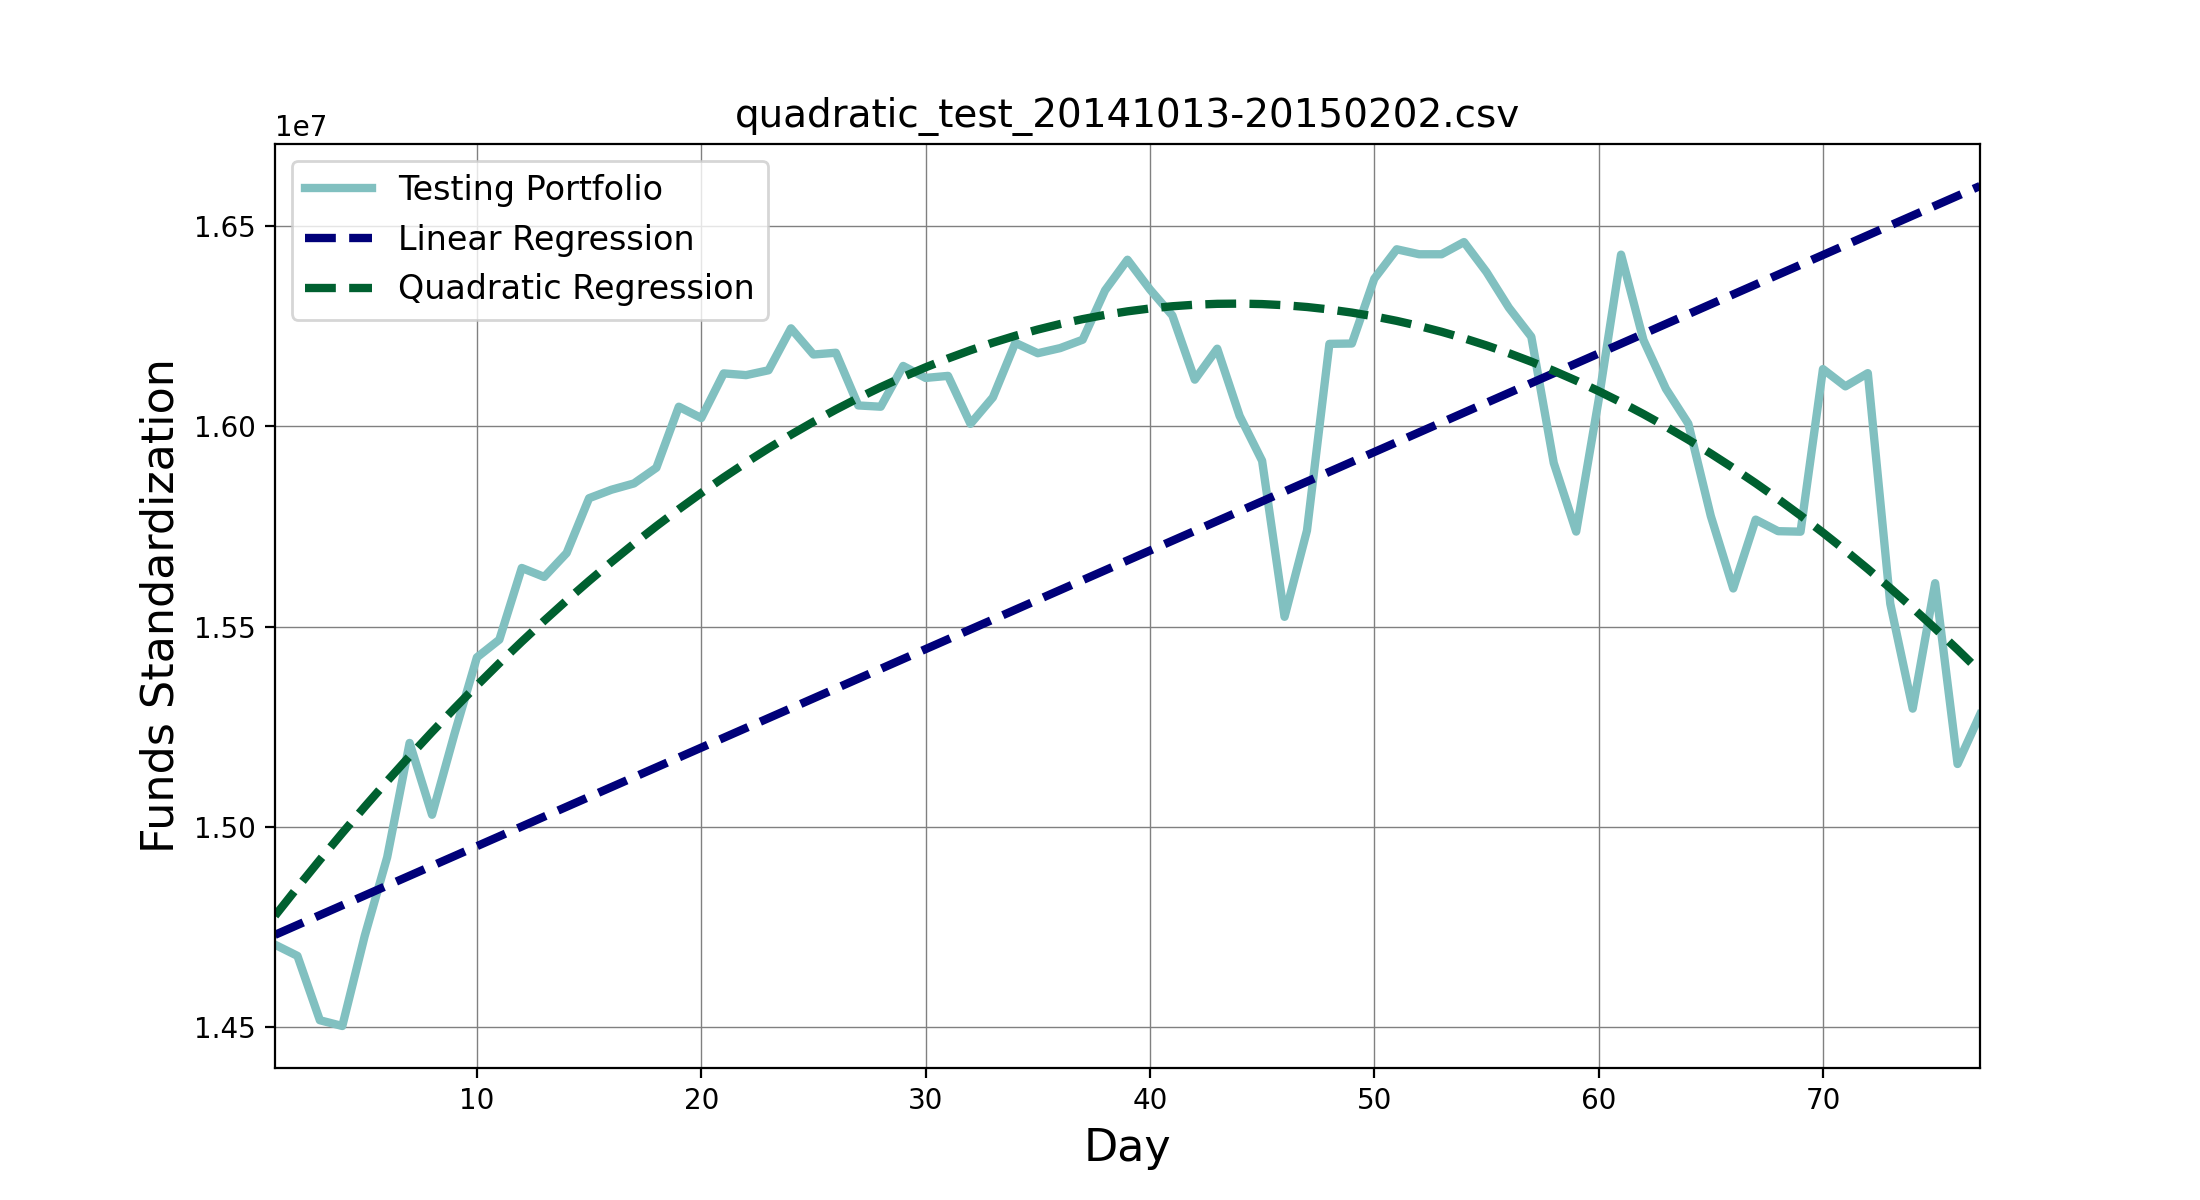 quadratic_test_20141013-20150202.csv
1e7
Testing Portfolio
Linear Regression
Quadratic Regression
1.65
1.60
1.55
1.50
1.45
Funds Standardization
10 20 30 40 50 60 70
Day